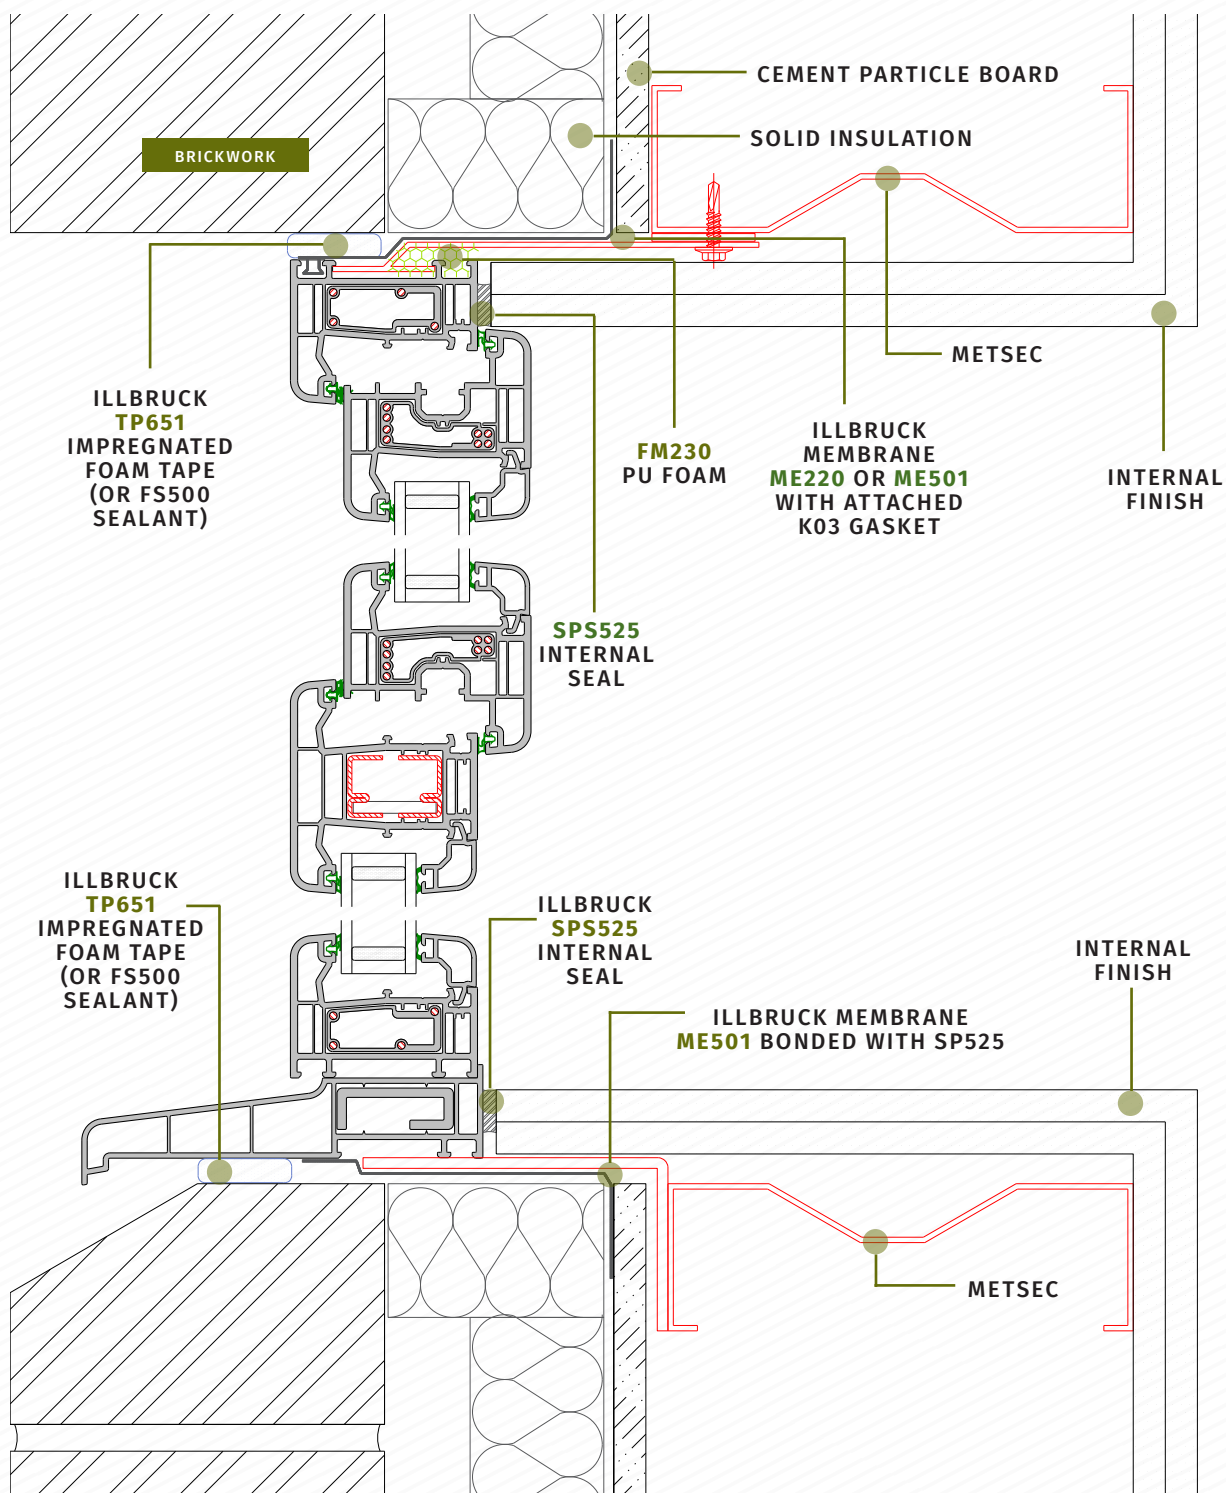 CEMENT PARTICLE BOARD
SOLID INSULATION
BRICKWORK
METSEC
ILLBRUCK
TP651
IMPREGNATED
FOAM TAPE
(OR FS500
SEALANT)
FM230
PU FOAM
ILLBRUCK
MEMBRANE
ME220 OR ME501
WITH ATTACHED
K03 GASKET
INTERNAL
FINISH
SPS525
INTERNAL
SEAL
ILLBRUCK
TP651
IMPREGNATED
FOAM TAPE
(OR FS500
SEALANT)
ILLBRUCK
SPS525
INTERNAL
SEAL
INTERNAL
FINISH
ILLBRUCK MEMBRANE
ME501 BONDED WITH SP525
METSEC